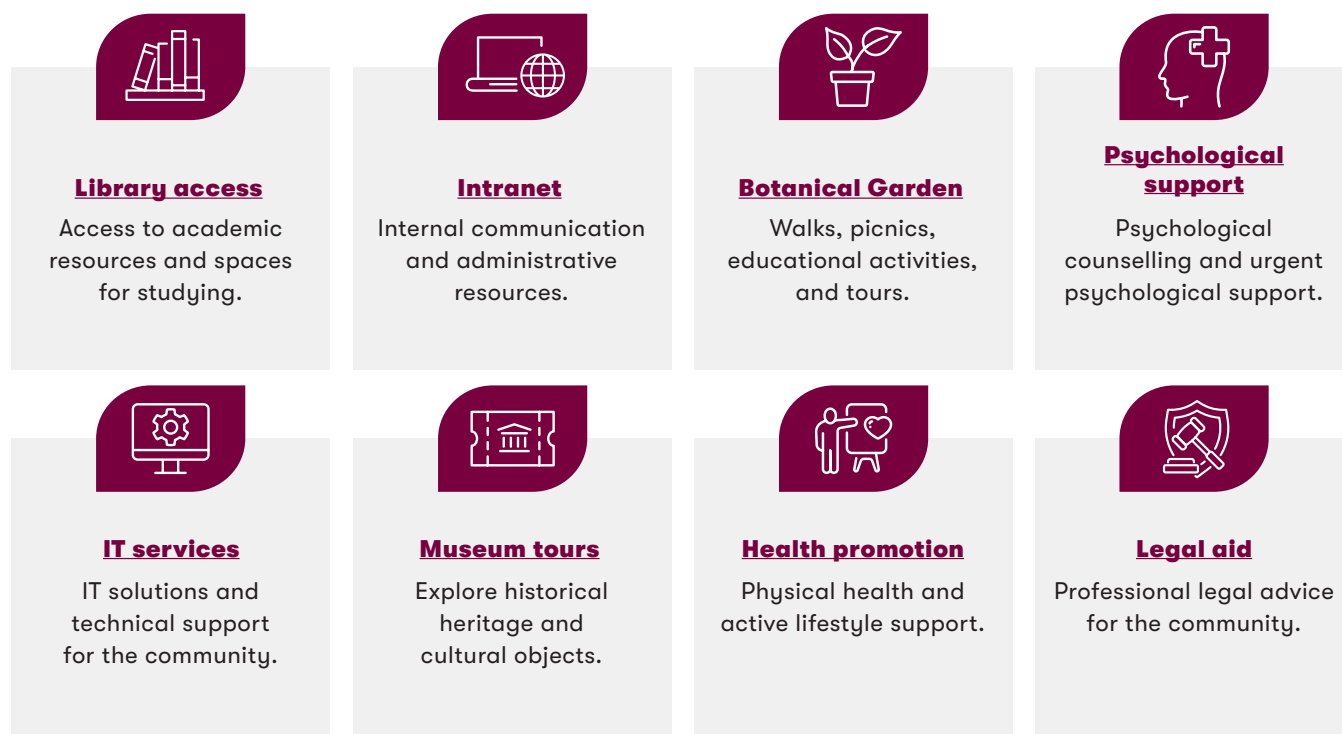 Library access
Access to academic
resources and spaces
for studying.
Intranet
Internal communication
and administrative
resources.
Botanical Garden
Walks, picnics,
educational activities,
and tours.
Psychological
support
Psychological
counselling and urgent
psychological support.
IT services
IT solutions and
technical support
for the community.
Museum tours
Explore historical
heritage and
cultural objects.
Health promotion
Physical health and
active lifestyle support.
Legal aid
Professional legal advice
for the community.